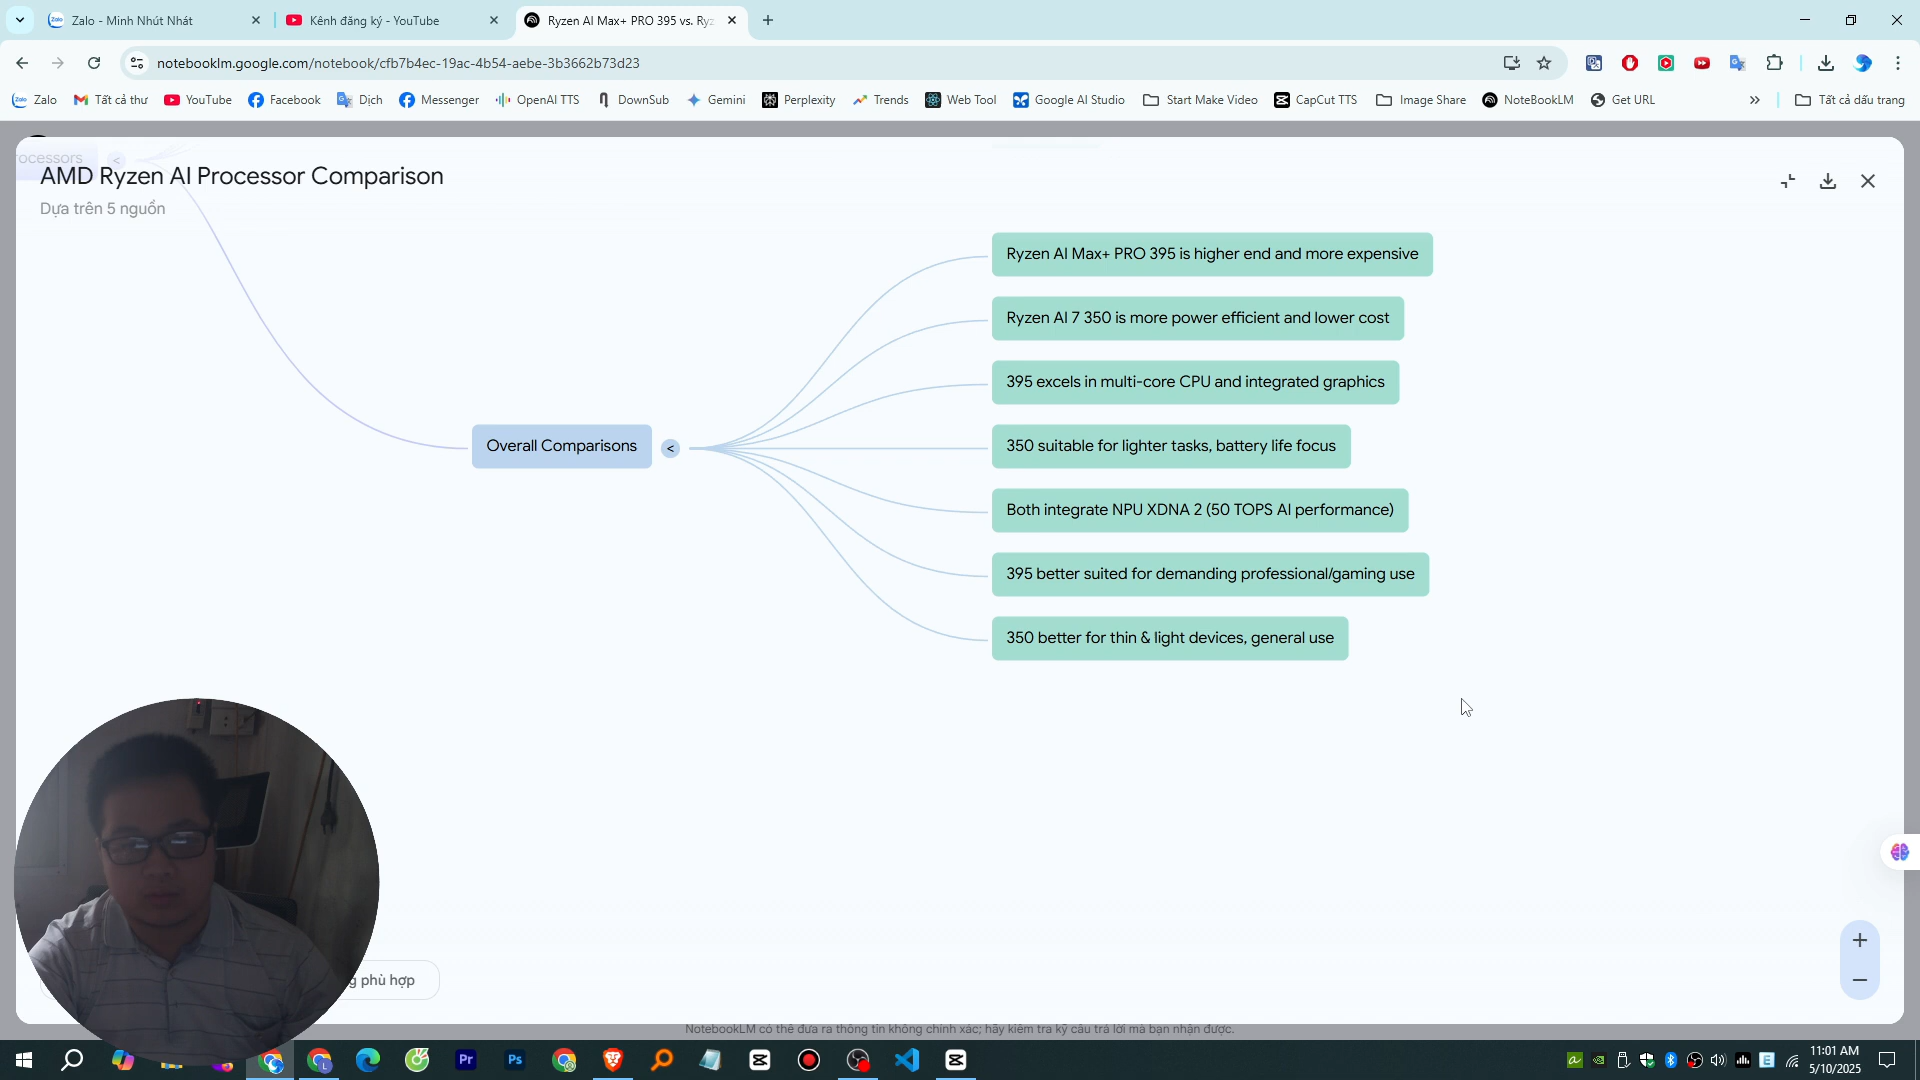 Zalo - Minh Nhút Nhát
Kênh đăng ký - YouTube
Ryzen AI Max+ PRO 395 vs. Ryz
notebooklm.google.com/notebook/cfb7b4ec-19ac-4b54-aebe-3b3662b73d23
Zalo
Tất cả thư
YouTube
Facebook
Dịch
Messenger
OpenAI TTS
DownSub
Gemini
Perplexity
Trends
Web Tool
Google AI Studio
Start Make Video
CapCut TTS
Image Share
NoteBookLM
Get URL
Tất cả dấu trang
ocessors
AMD Ryzen AI Processor Comparison
Dựa trên 5 nguồn
Ryzen AI Max+ PRO 395 is higher end and more expensive
Ryzen AI 7 350 is more power efficient and lower cost
395 excels in multi-core CPU and integrated graphics
Overall Comparisons
<
350 suitable for lighter tasks, battery life focus
Both integrate NPU XDNA 2 (50 TOPS AI performance)
395 better suited for demanding professional/gaming use
350 better for thin & light devices, general use
g phù hợp
NotebookLM có thể đưa ra thông tin không chính xác; hãy kiểm tra kỹ câu trả lời mà bạn nhận được.
11:01 AM
5/10/2025